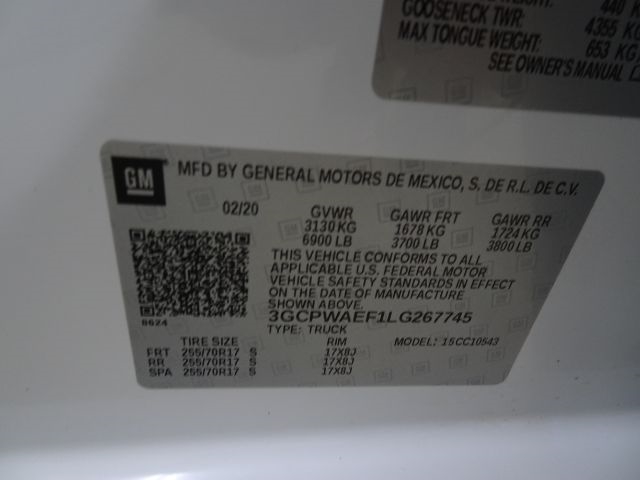 440 K
GOOSENECK TWR: 4355 KG
MAX TONGUE WEIGHT: 653 KG
SEE OWNER'S MANUAL
GM
MFD BY GENERAL MOTORS DE MEXICO, S. DE R.L. DE C.V.
02/20 GVWR GAWR FRT GAWR RR
3130 KG 1678 KG 1724 KG
6900 LB 3700 LB 3800 LB
THIS VEHICLE CONFORMS TO ALL
APPLICABLE U.S. FEDERAL MOTOR
VEHICLE SAFETY STANDARDS IN EFFECT
ON THE DATE OF MANUFACTURE
SHOWN ABOVE.
3GCPWAEF1LG267745
8624
TYPE: TRUCK MODEL: 15CC10543
TIRE SIZE RIM
FRT 255/70R17 S 17X8J
RR 255/70R17 S 17X8J
SPA 255/70R17 S 17X8J